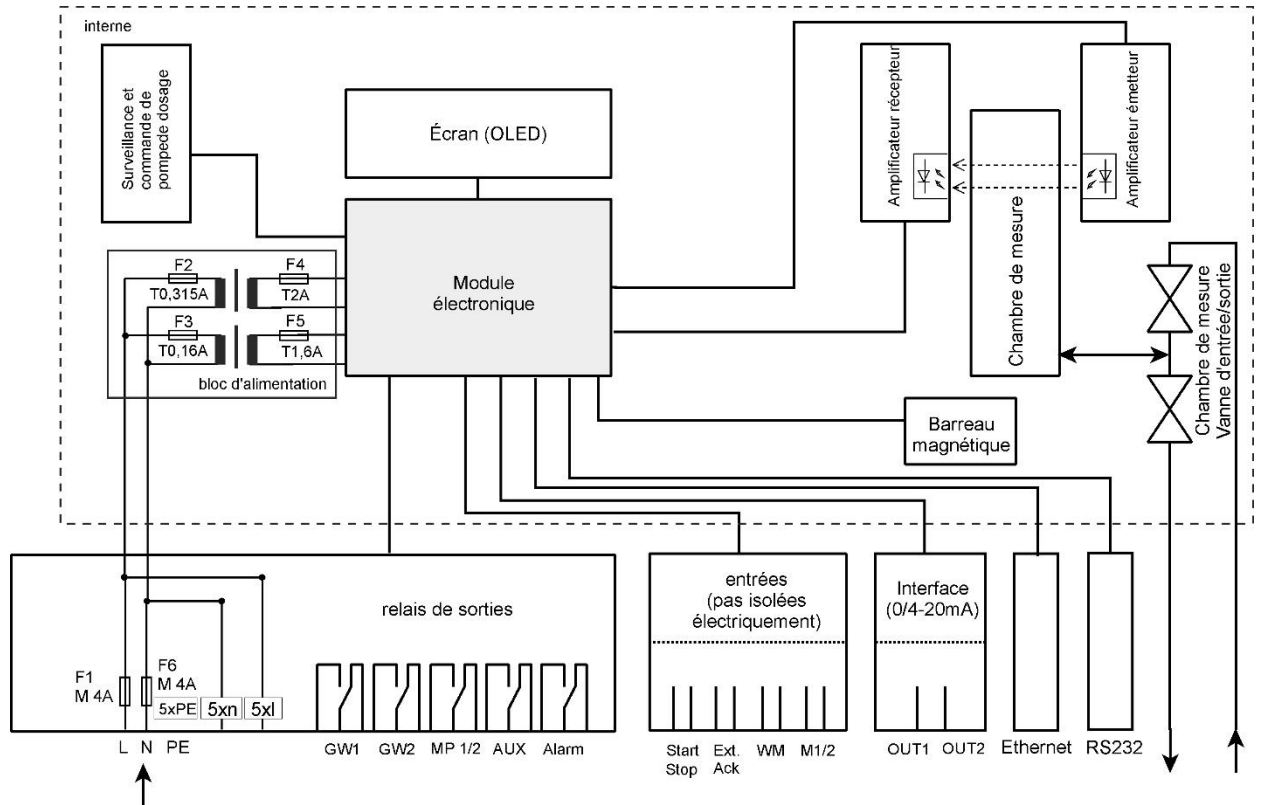 interne
Surveillance et
commande de
pompede dosage
Écran (OLED)
Amplificateur récepteur
Amplificateur émetteur
Chambre de mesure
Module
électronique
F2
T0,315A
F4
T2A
F3
T0,16A
F5
T1,6A
bloc d'alimentation
Chambre de mesure
Vanne d'entrée/sortie
Barreau
magnétique
relais de sorties
entrées
(pas isolées
électriquement)
Interface
(0/4-20mA)
F1
M 4A
F6
M 4A
5xPE
5xn
5xl
L N PE
GW1 GW2 MP 1/2 AUX Alarm
Start
Stop
Ext.
Ack
WM
M1/2
OUT1 OUT2
Ethernet
RS232